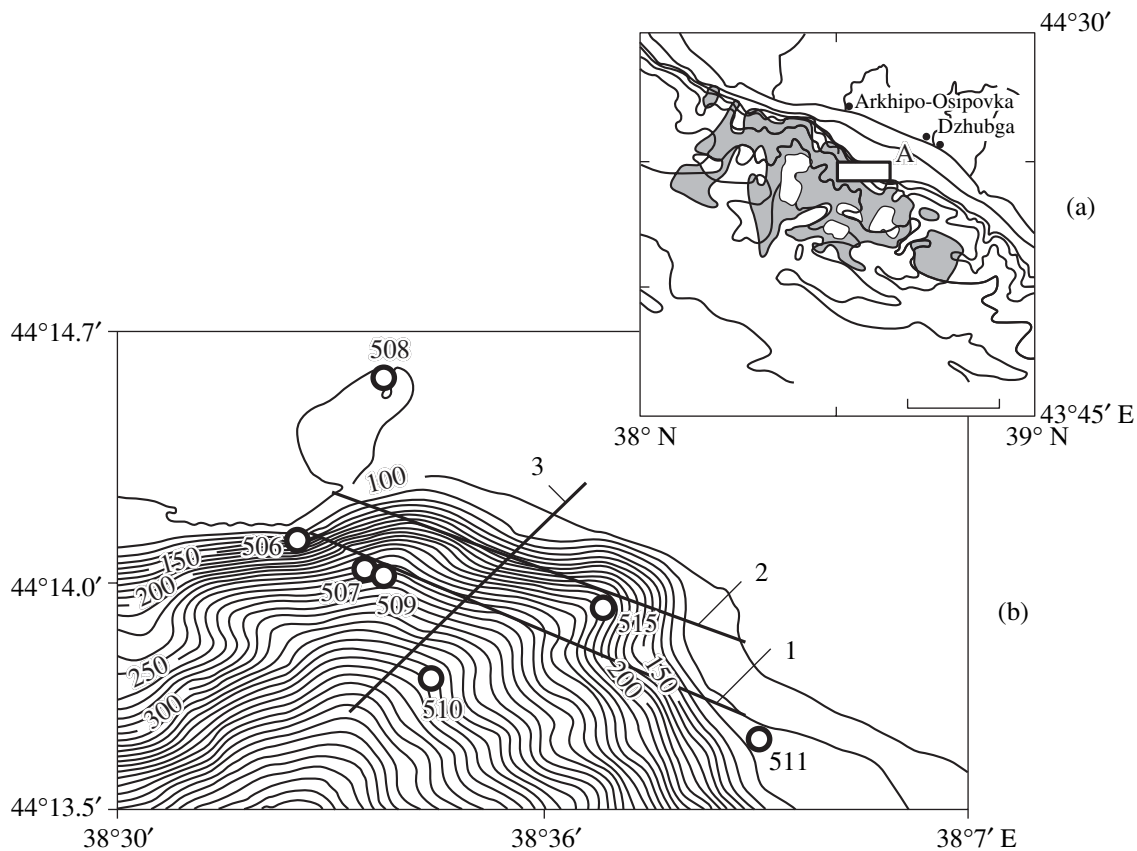 44°30′
Arkhipo-Osipovka
Dzhubga
A
(a)
43°45′ E
38° N
39° N
44°14.7′
508
3
100
506
150
507
509
200
44°14.0′
2
515
(b)
1
250
200
150
300
510
511
44°13.5′
38°30′
38°36′
38°7′ E